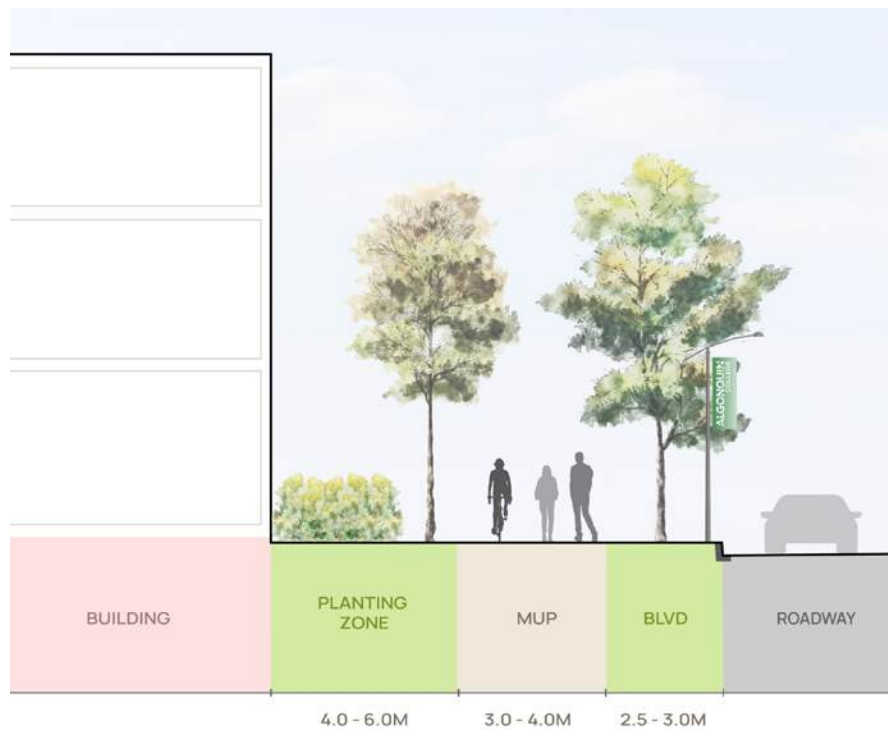 ALGONQUIN
COLLEGE
BUILDING
PLANTING
ZONE
MUP
BLVD
ROADWAY
4.0 - 6.0M
3.0 - 4.0M
2.5 - 3.0M